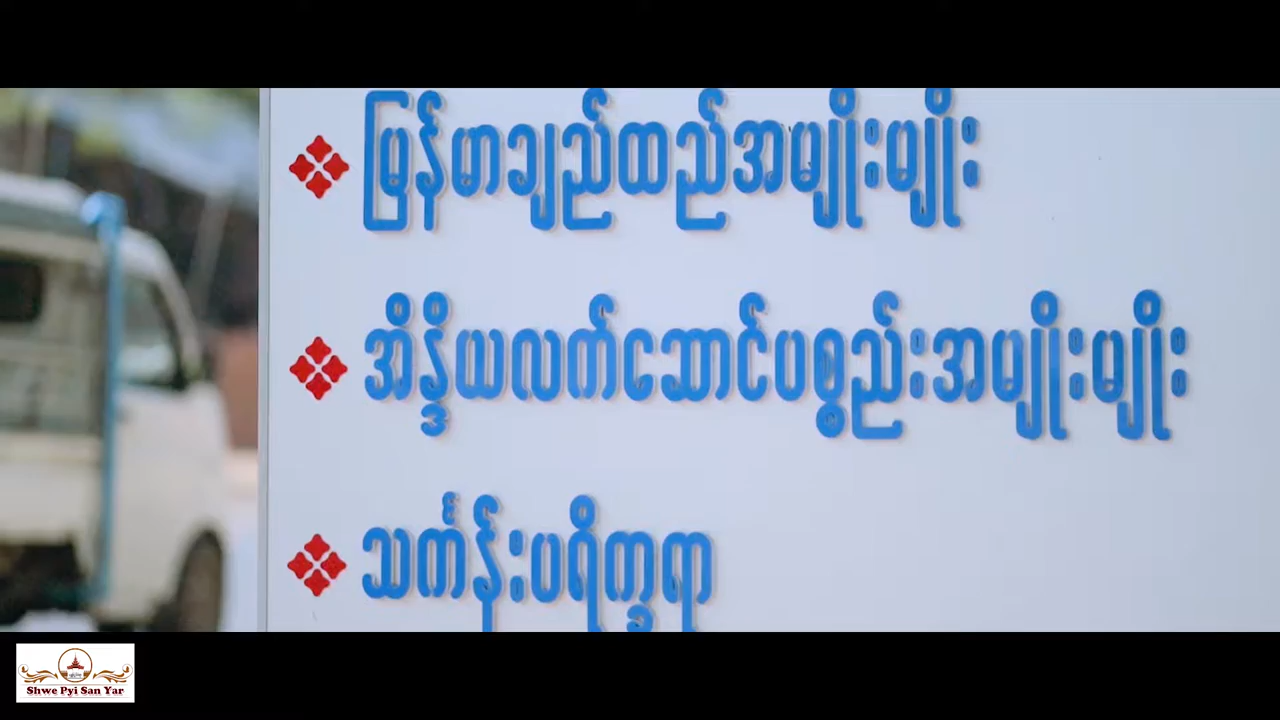 မြန်မာချည်ထည်အမျိုးမျိုး
အိန္ဒိယလက်ဆောင်ပစ္စည်းအမျိုးမျိုး
သင်္ကန်းပရိက္ခရာ
Shwe Pyi San Yar